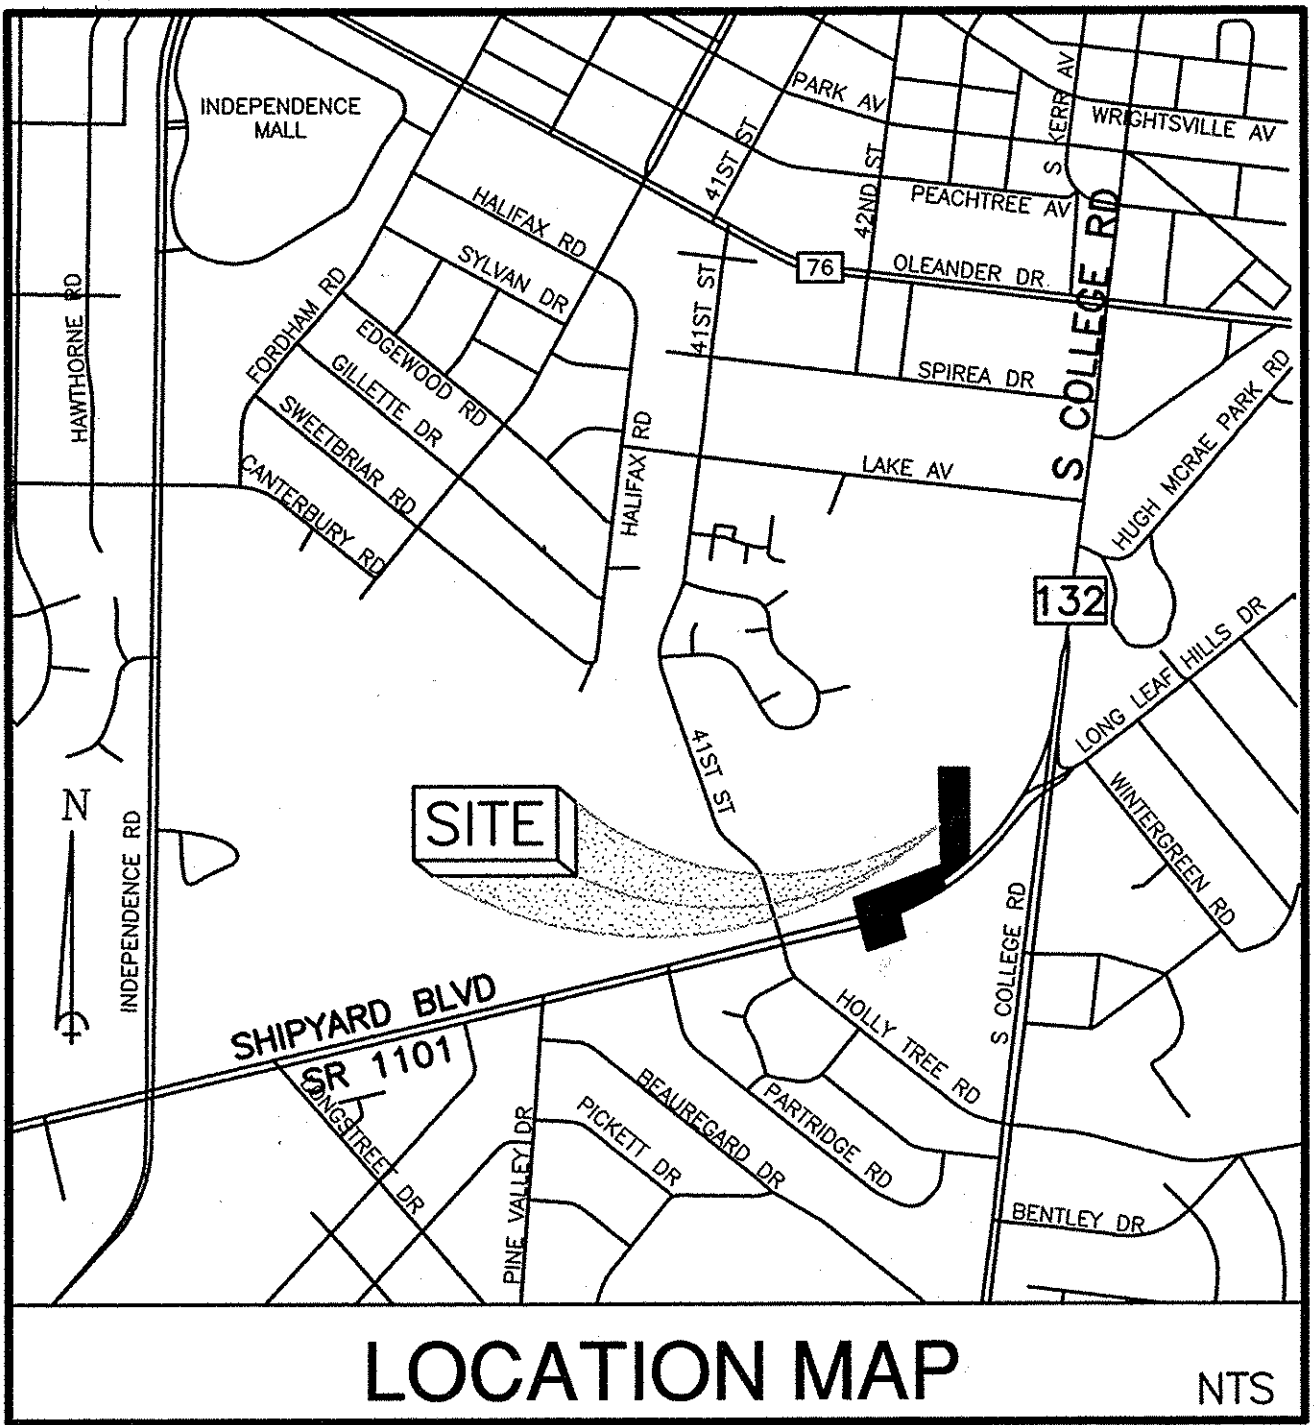 INDEPENDENCE
MALL
PARK AV
S KERR AV
WRIGHTSVILLE AV
41ST ST
42ND ST
PEACHTREE AV
HALIFAX RD
SYLVAN DR
76
OLEANDER DR.
S COLLEGE RD
HAWTHORNE RD
FORDHAM RD
41ST ST
EDGEWOOD RD
GILLETTE DR
SPIREA DR
SWEETBRIAR RD
HALIFAX RD
LAKE AV
HUGH MCRAE PARK RD
CANTERBURY RD
132
LONG LEAF HILLS DR
41ST ST
N
SITE
WINTERGREEN RD
INDEPENDENCE RD
S COLLEGE RD
SHIPYARD BLVD
SR 1101
HOLLY TREE RD
LONGSTREET DR
BEAUREGARD DR
PARTRIDGE RD
PICKETT DR
PINE VALLEY DR
BENTLEY DR
LOCATION MAP
NTS